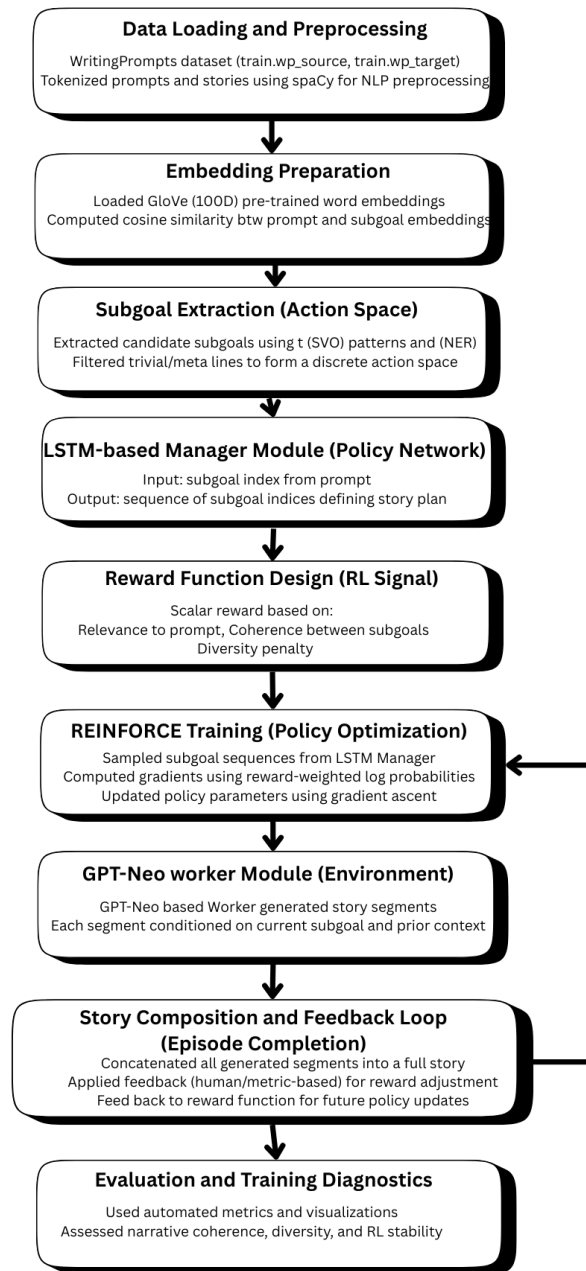 Data Loading and Preprocessing
WritingPrompts dataset (train.wp_source, train.wp_target)
Tokenized prompts and stories using spaCy for NLP preprocessing
Embedding Preparation
Loaded GloVe (100D) pre-trained word embeddings
Computed cosine similarity btw prompt and subgoal embeddings
Subgoal Extraction (Action Space)
Extracted candidate subgoals using t (SVO) patterns and (NER)
Filtered trivial/meta lines to form a discrete action space
LSTM-based Manager Module (Policy Network)
Input: subgoal index from prompt
Output: sequence of subgoal indices defining story plan
Reward Function Design (RL Signal)
Scalar reward based on:
Relevance to prompt, Coherence between subgoals
Diversity penalty
REINFORCE Training (Policy Optimization)
Sampled subgoal sequences from LSTM Manager
Computed gradients using reward-weighted log probabilities
Updated policy parameters using gradient ascent
GPT-Neo worker Module (Environment)
GPT-Neo based Worker generated story segments
Each segment conditioned on current subgoal and prior context
Story Composition and Feedback Loop
(Episode Completion)
Concatenated all generated segments into a full story
Applied feedback (human/metric-based) for reward adjustment
Feed back to reward function for future policy updates
Evaluation and Training Diagnostics
Used automated metrics and visualizations
Assessed narrative coherence, diversity, and RL stability